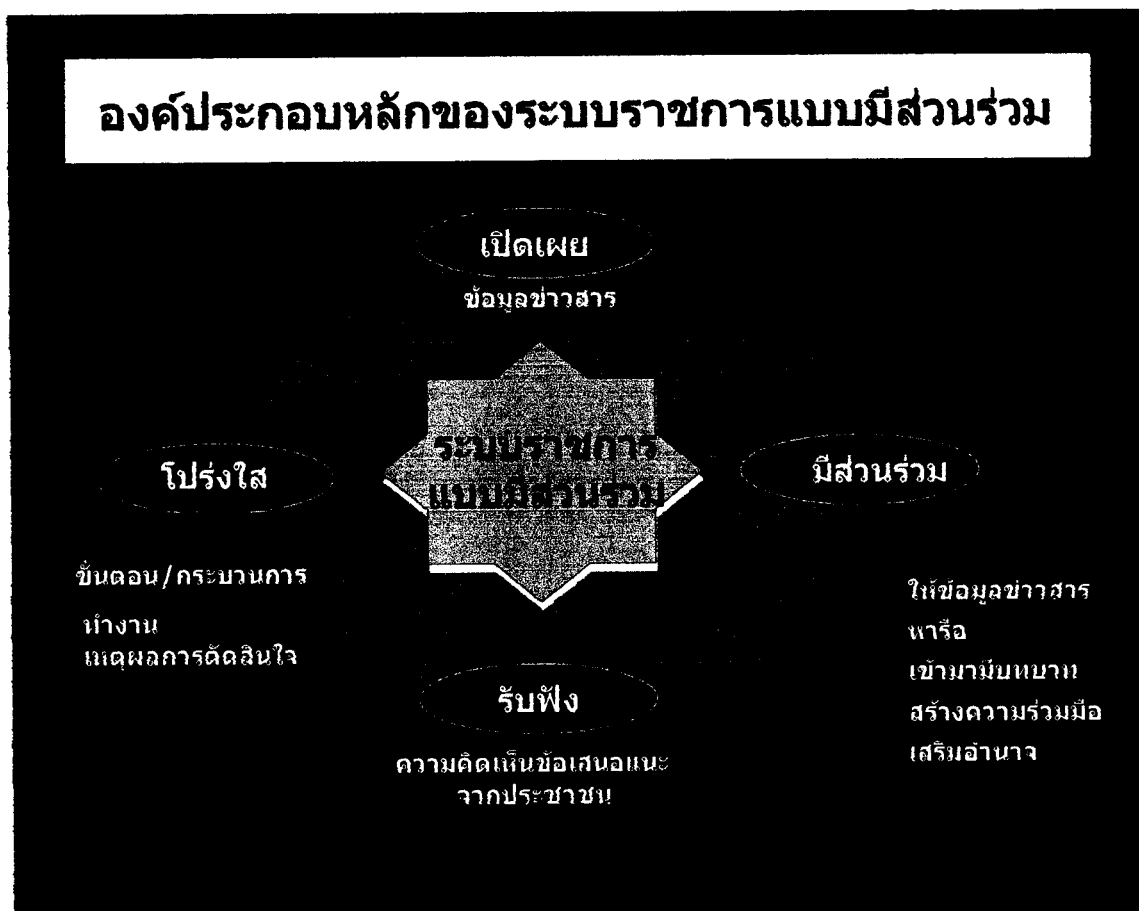 องค์ประกอบหลักของระบบราชการแบบมีส่วนร่วม
เปิดเผย
ข้อมูลข่าวสาร
ระบบราชการ
แบบมีส่วนร่วม
โปร่งใส
ขั้นตอน/กระบวนการ
ทำงาน
เหตุผลการตัดสินใจ
มีส่วนร่วม
ให้ข้อมูลข่าวสาร
หารือ
เข้ามามีบทบาท
สร้างความร่วมมือ
เสริมอำนาจ
รับฟัง
ความคิดเห็นข้อเสนอแนะ
จากประชาชน